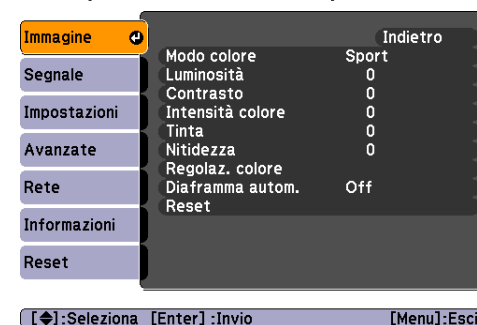 Immagine
Segnale
Impostazioni
Avanzate
Rete
Informazioni
Reset
Indietro
Modo colore Sport
Luminosità 0
Contrasto 0
Intensità colore 0
Tinta 0
Nitidezza 0
Regolaz. colore
Diaframma autom. Off
Reset
[◆]:Seleziona [Enter] :Invio [Menu]:Esci